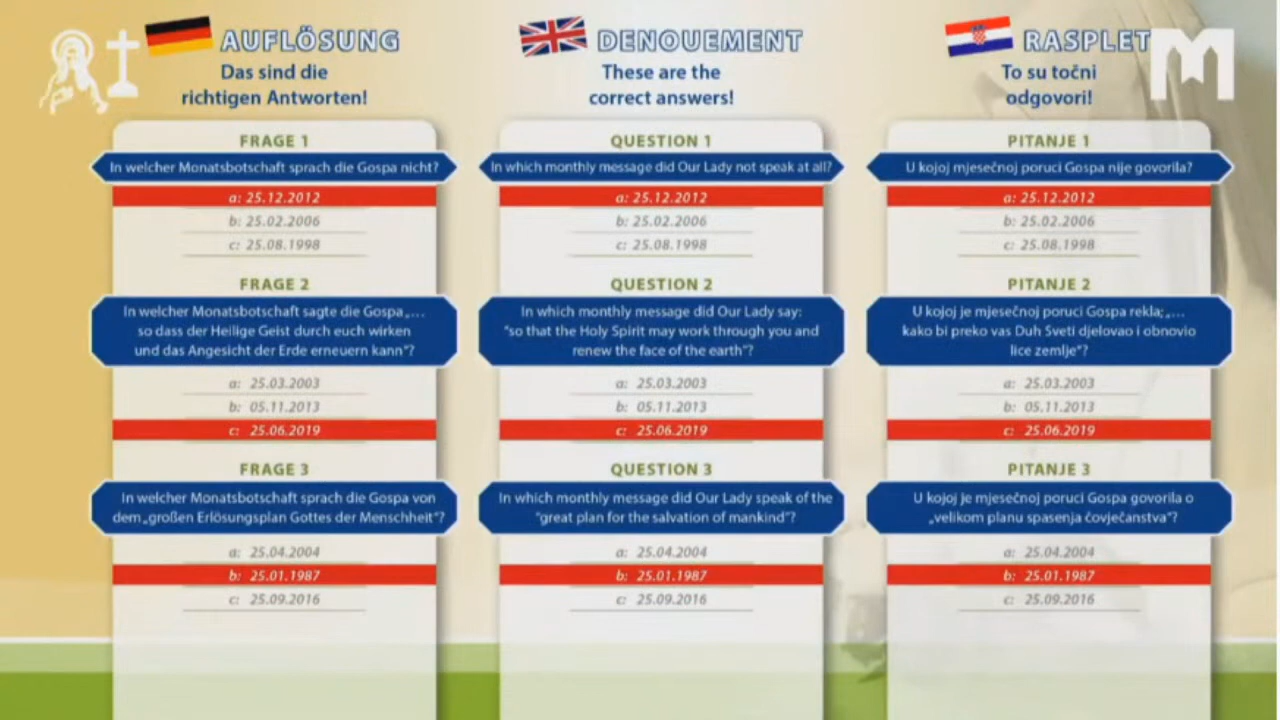 AUFLÖSUNG
Das sind die
richtigen Antworten!
FRAGE 1
In welcher Monatsbotschaft sprach die Gospa nicht?
a: 25.12.2012
b: 25.02.2006
c: 25.08.1998
FRAGE 2
In welcher Monatsbotschaft sagte die Gospa„...
so dass der Heilige Geist durch euch wirken
und das Angesicht der Erde erneuern kann“?
a: 25.03.2003
b: 05.11.2013
c: 25.06.2019
FRAGE 3
In welcher Monatsbotschaft sprach die Gospa von
dem „großen Erlösungsplan Gottes der Menschheit“?
a: 25.04.2004
b: 25.01.1987
c: 25.09.2016
DENOUEMENT
These are the
correct answers!
QUESTION 1
In which monthly message did Our Lady not speak at all?
a: 25.12.2012
b: 25.02.2006
c: 25.08.1998
QUESTION 2
In which monthly message did Our Lady say:
“so that the Holy Spirit may work through you and
renew the face of the earth”?
a: 25.03.2003
b: 05.11.2013
c: 25.06.2019
QUESTION 3
In which monthly message did Our Lady speak of the
“great plan for the salvation of mankind”?
a: 25.04.2004
b: 25.01.1987
c: 25.09.2016
RASPLET
To su točni
odgovori!
PITANJE 1
U kojoj mjesečnoj poruci Gospa nije govorila?
a: 25.12.2012
b: 25.02.2006
c: 25.08.1998
PITANJE 2
U kojoj je mjesečnoj poruci Gospa rekla; „...
kako bi preko vas Duh Sveti djelovao i obnovio
lice zemlje“?
a: 25.03.2003
b: 05.11.2013
c: 25.06.2019
PITANJE 3
U kojoj je mjesečnoj poruci Gospa govorila o
„velikom planu spasenja čovječanstva“?
a: 25.04.2004
b: 25.01.1987
c: 25.09.2016
M